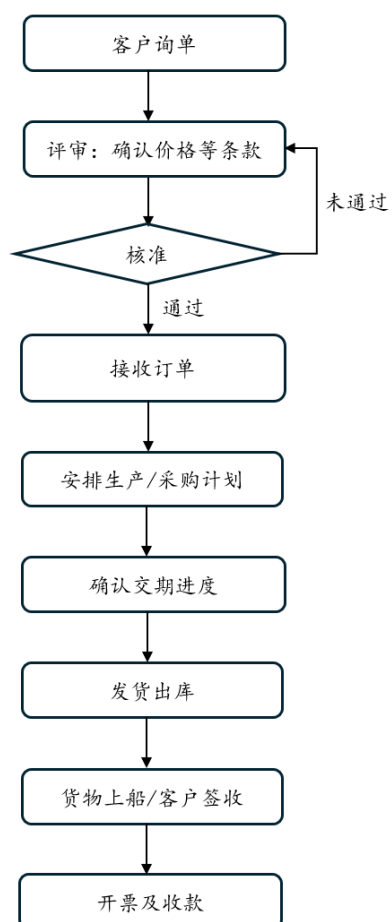 客户询单
评审：确认价格等条款
未通过
核准
通过
接收订单
安排生产/采购计划
确认交期进度
发货出库
货物上船/客户签收
开票及收款